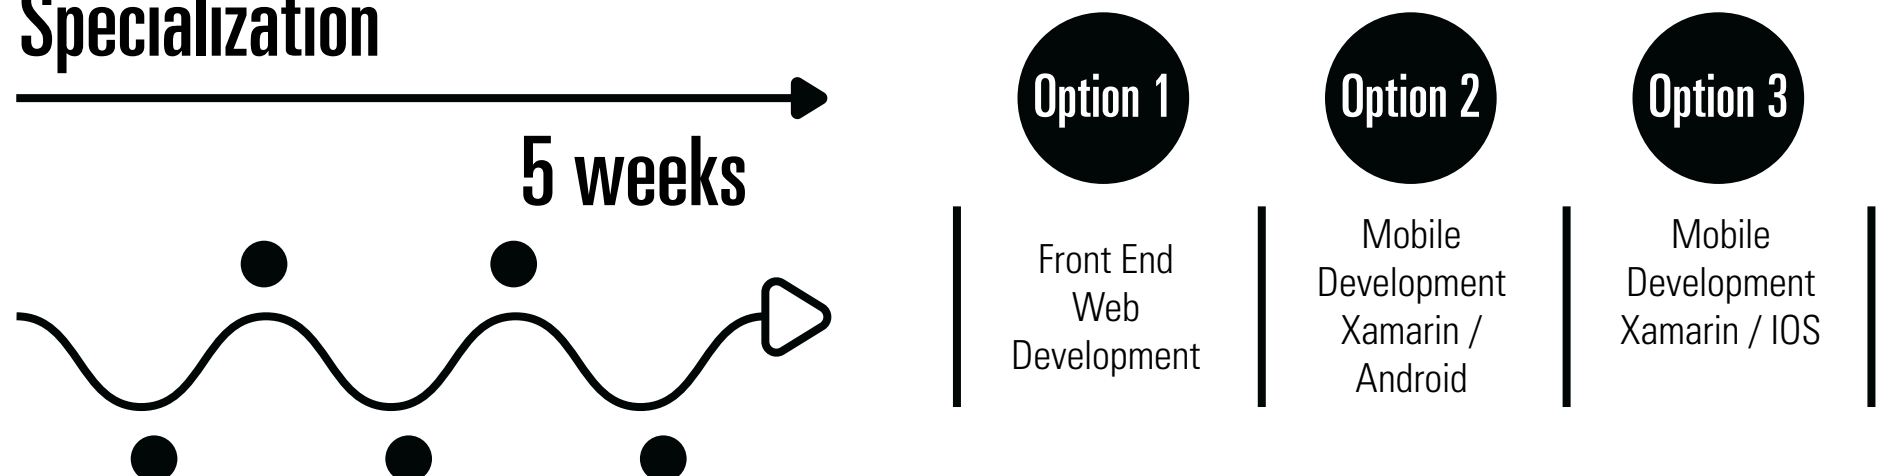 Specialization
5 weeks
Option 1
Front End
Web
Development
Option 2
Mobile
Development
Xamarin /
Android
Option 3
Mobile
Development
Xamarin / IOS